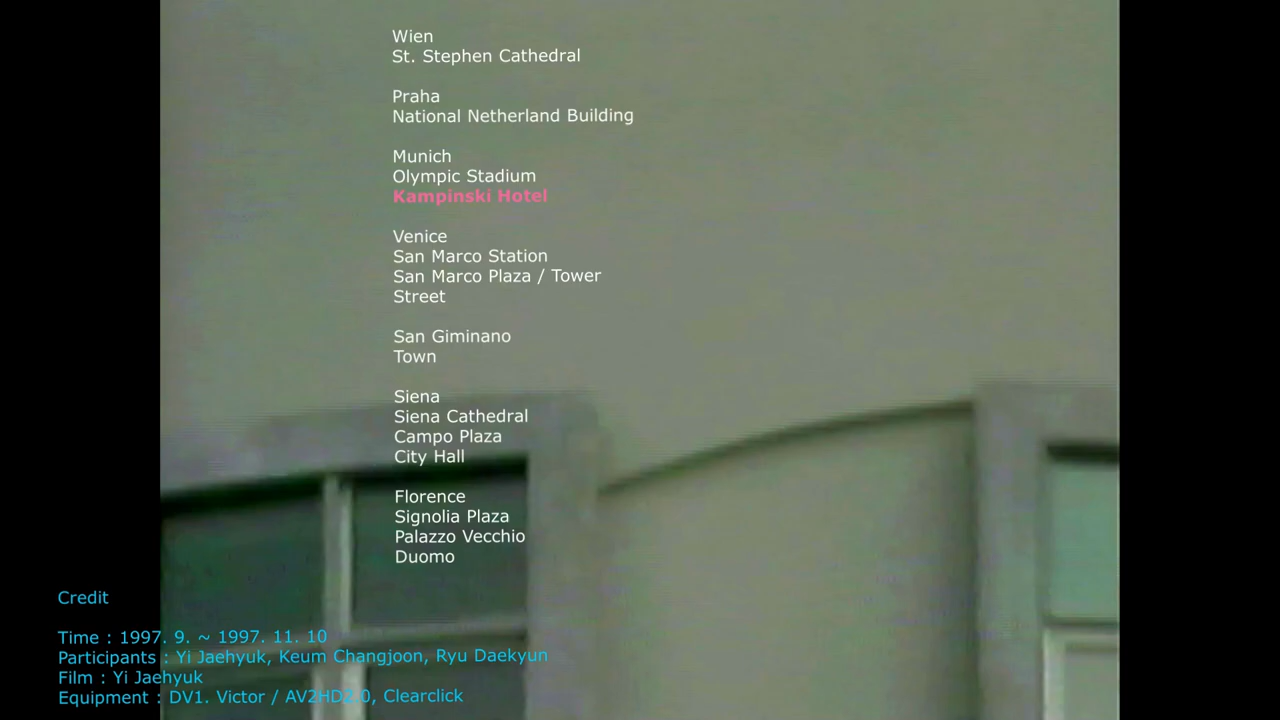 Wien
St. Stephen Cathedral
Praha
National Netherland Building
Munich
Olympic Stadium
Kampinski Hotel
Venice
San Marco Station
San Marco Plaza / Tower
Street
San Giminano
Town
Siena
Siena Cathedral
Campo Plaza
City Hall
Florence
Signolia Plaza
Palazzo Vecchio
Duomo
Credit
Time : 1997. 9. ~ 1997. 11. 10
Participants : Yi Jaehyuk, Keum Changjoon, Ryu Daekyun
Film : Yi Jaehyuk
Equipment : DV1. Victor / AV2HD2.0, Clearclick